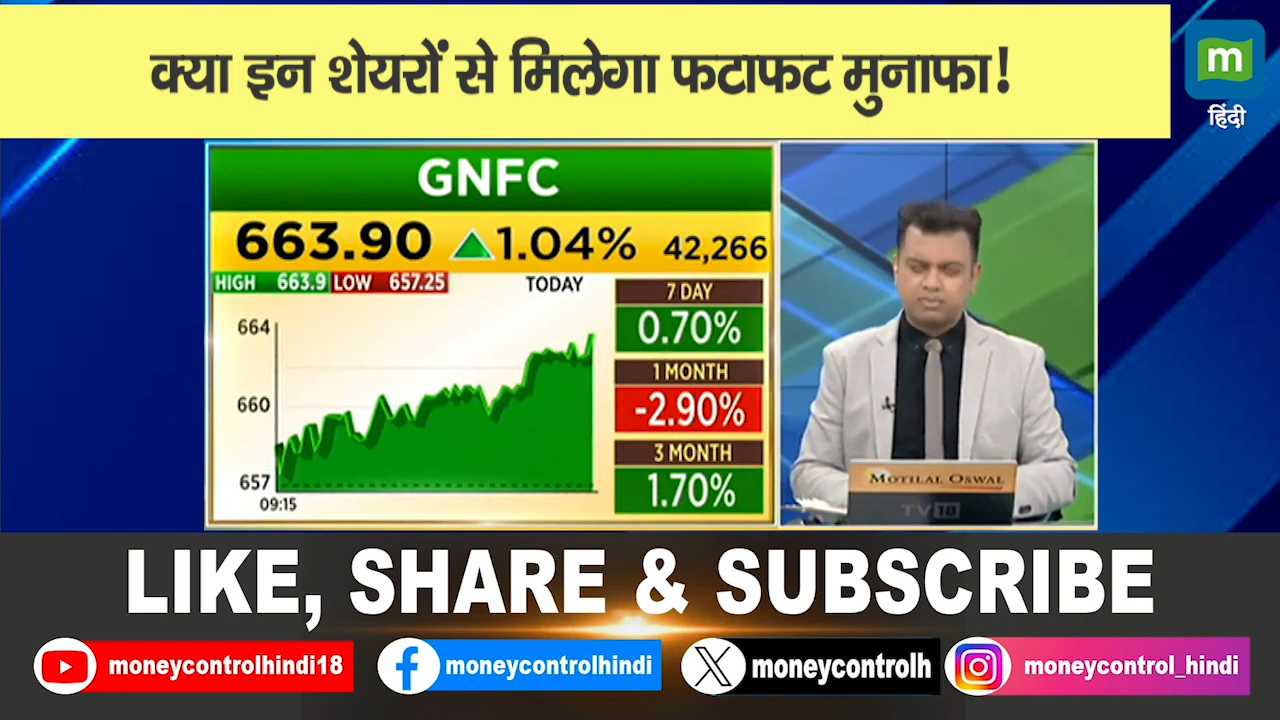 क्या इन शेयरों से मिलेगा फटाफट मुनाफा!
m
हिंदी
GNFC
663.90 ▲1.04% 42,266
HIGH 663.9 LOW 657.25 TODAY
664
660
657
09:15
7 DAY
0.70%
1 MONTH
-2.90%
3 MONTH
1.70%
MOTILAL OSWAL
TV18
LIKE, SHARE & SUBSCRIBE
moneycontrolhindi18
moneycontrolhindi
moneycontrolh
moneycontrol_hindi